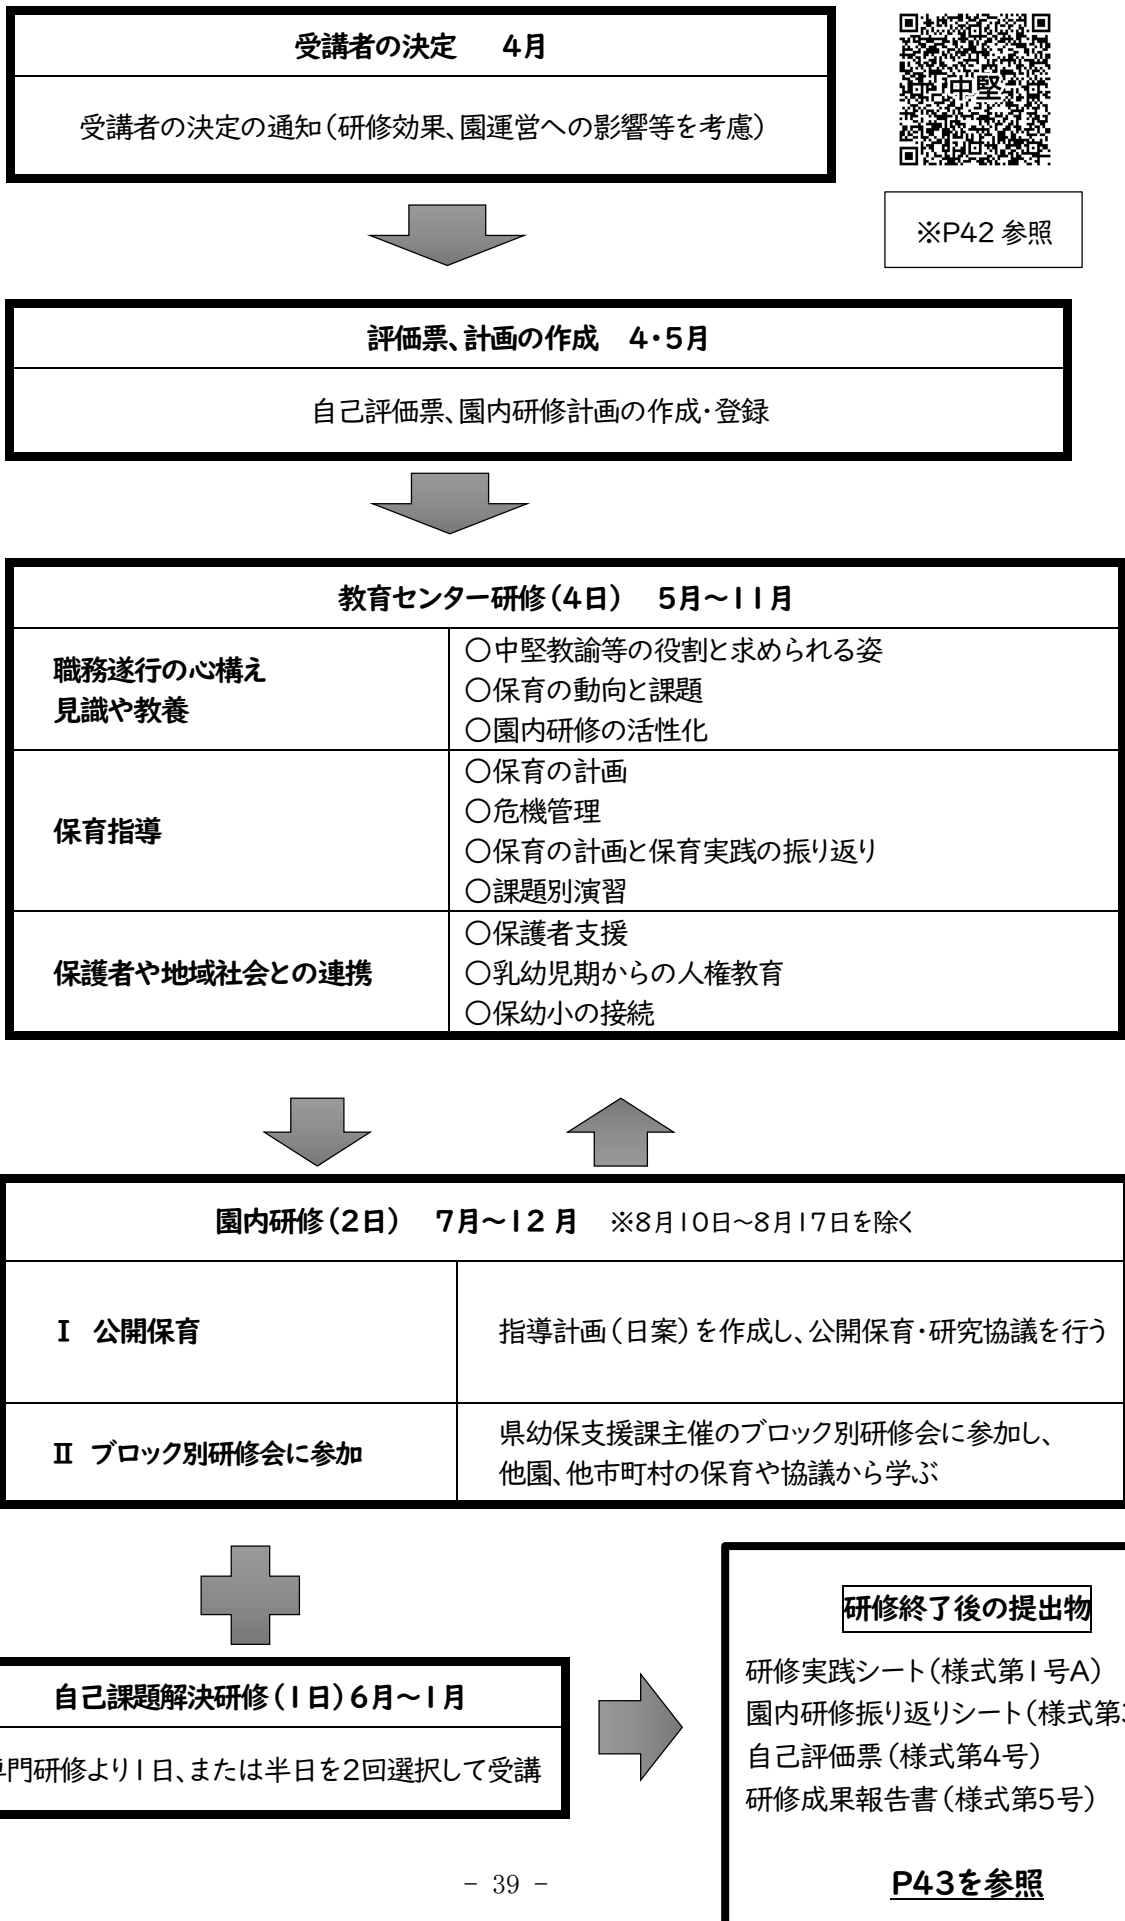 受講者の決定　4月
受講者の決定の通知(研修効果、園運営への影響等を考慮)
中堅
※P42 参照
評価票、計画の作成　4・5月
自己評価票、園内研修計画の作成・登録
教育センター研修(4日)　5月～11月
職務遂行の心構え
見識や教養
○中堅教諭等の役割と求められる姿
○保育の動向と課題
○園内研修の活性化
保育指導
○保育の計画
○危機管理
○保育の計画と保育実践の振り返り
○課題別演習
保護者や地域社会との連携
○保護者支援
○乳幼児期からの人権教育
○保幼小の接続
園内研修(2日)　7月～12月　※8月10日～8月17日を除く
Ⅰ　公開保育
指導計画(日案)を作成し、公開保育・研究協議を行う
Ⅱ　ブロック別研修会に参加
県幼保支援課主催のブロック別研修会に参加し、
他園、他市町村の保育や協議から学ぶ
自己課題解決研修(1日)6月～1月
門研修より1日、または半日を2回選択して受講
研修終了後の提出物
研修実践シート(様式第1号A)
園内研修振り返りシート(様式第
自己評価票(様式第4号)
研修成果報告書(様式第5号)
P43を参照
- 39 -